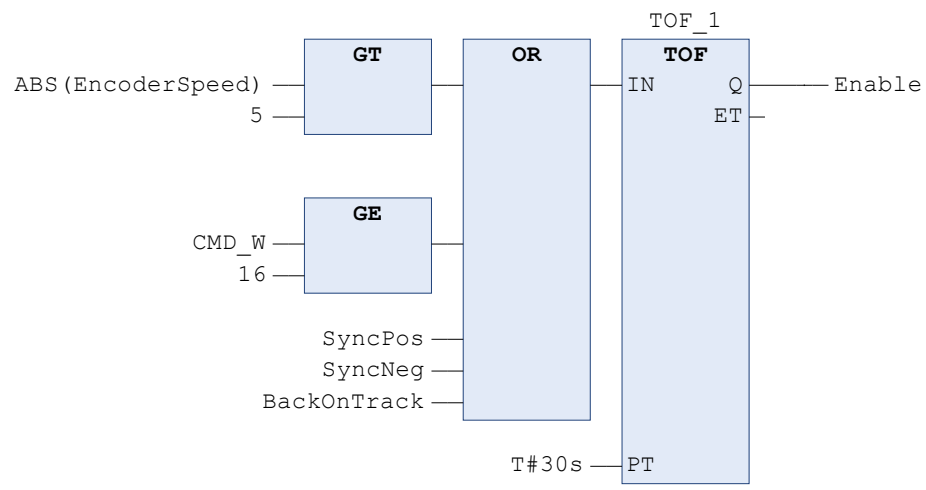 TOF_1
GT OR TOF
ABS(EncoderSpeed) IN Q Enable
5 ET
GE
CMD_W
16
SyncPos
SyncNeg
BackOnTrack
T#30s PT